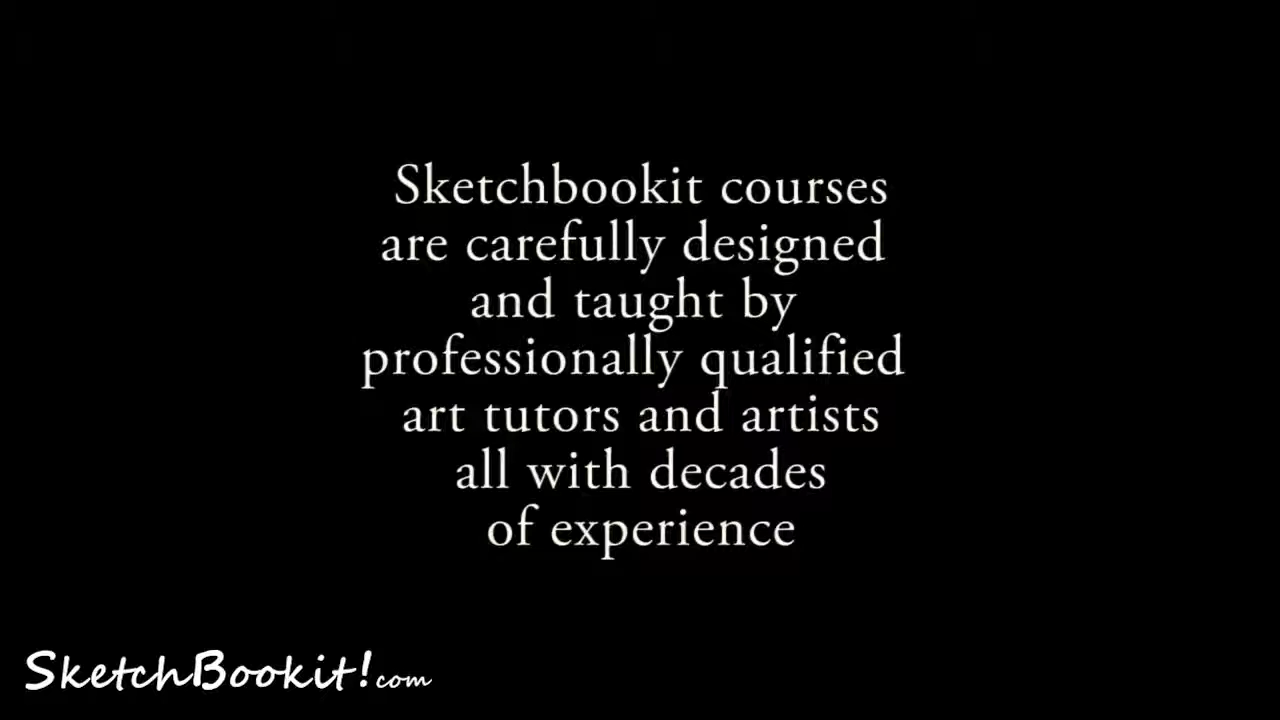 Sketchbookit courses
are carefully designed
and taught by
professionally qualified
art tutors and artists
all with decades
of experience
SketchBookit!.com